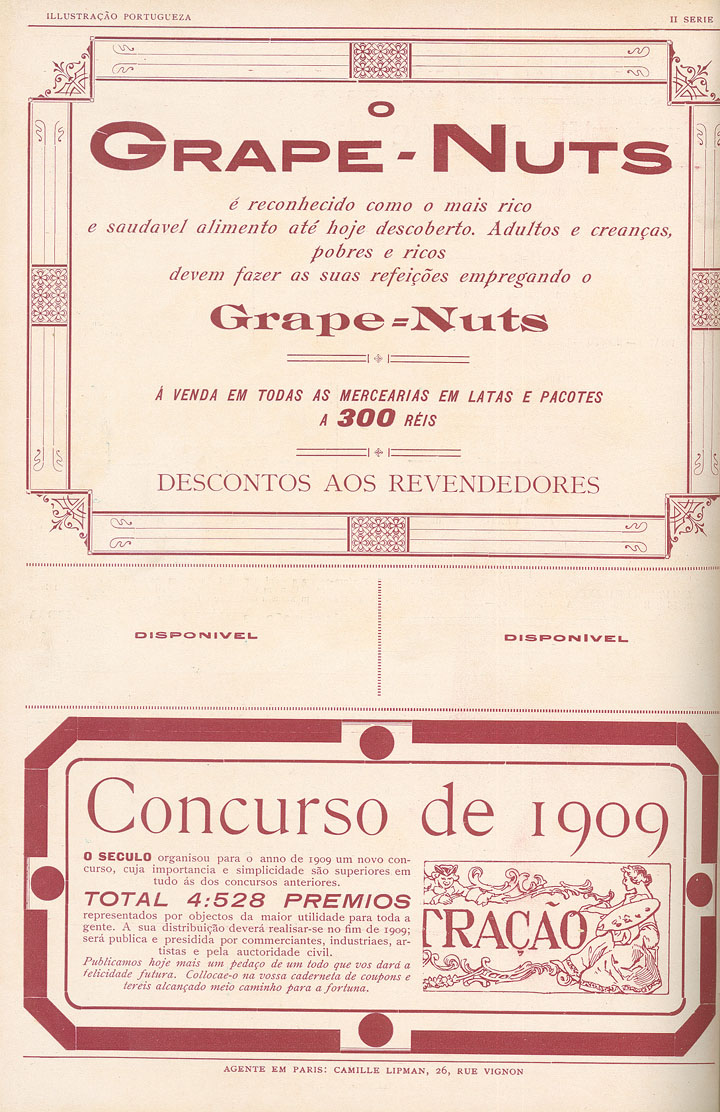 ILLUSTRAÇÃO PORTUGUEZA
II SERIE
O
GRAPE-NUTS
é reconhecido como o mais rico
e saudavel alimento até hoje descoberto. Adultos e creanças,
pobres e ricos
devem fazer as suas refeições empregando o
Grape=Nuts
Á VENDA EM TODAS AS MERCEARIAS EM LATAS E PACOTES
A 300 RÉIS
DESCONTOS AOS REVENDEDORES
DISPONIVEL
DISPONÍVEL
Concurso de 1909
O SECULO organisou para o anno de 1909 um novo con-
curso, cuja importancia e simplicidade são superiores em
tudo ás dos concursos anteriores.
TOTAL 4:528 PREMIOS
representados por objectos da maior utilidade para toda a
gente. A sua distribuição deverá realisar-se no fim de 1909;
será publica e presidida por commerciantes, industriaes, ar-
tistas e pela auctoridade civil.
Publicamos hoje mais um pedaço de um todo que vos dará a
felicidade futura. Collocae-o na vossa caderneta de coupons e
tereis alcançado meio caminho para a fortuna.
TRAÇÃO
AGENTE EM PARIS: CAMILLE LIPMAN, 26, RUE VIGNON